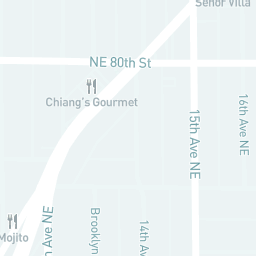 Señor Villa
NE 80th St
Chiang's Gourmet
16th Ave NE
15th Ave NE
Mojito
Ave NE
Brooklyn
14th A